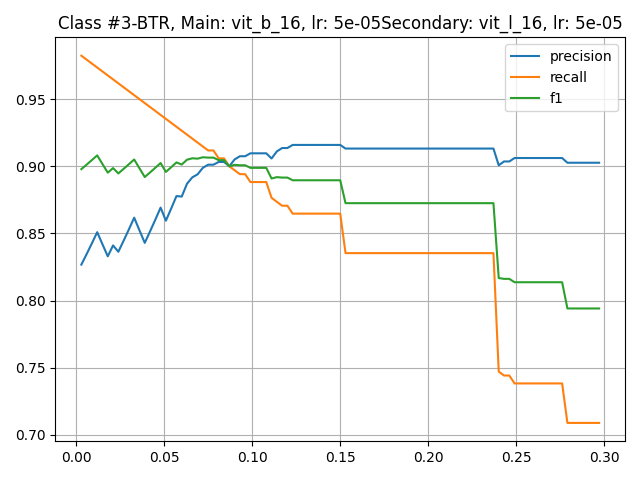 Class #3-BTR, Main: vit_b_16, lr: 5e-05Secondary: vit_l_16, lr: 5e-05
precision
recall
f1
0.95
0.90
0.85
0.80
0.75
0.70
0.00 0.05 0.10 0.15 0.20 0.25 0.30